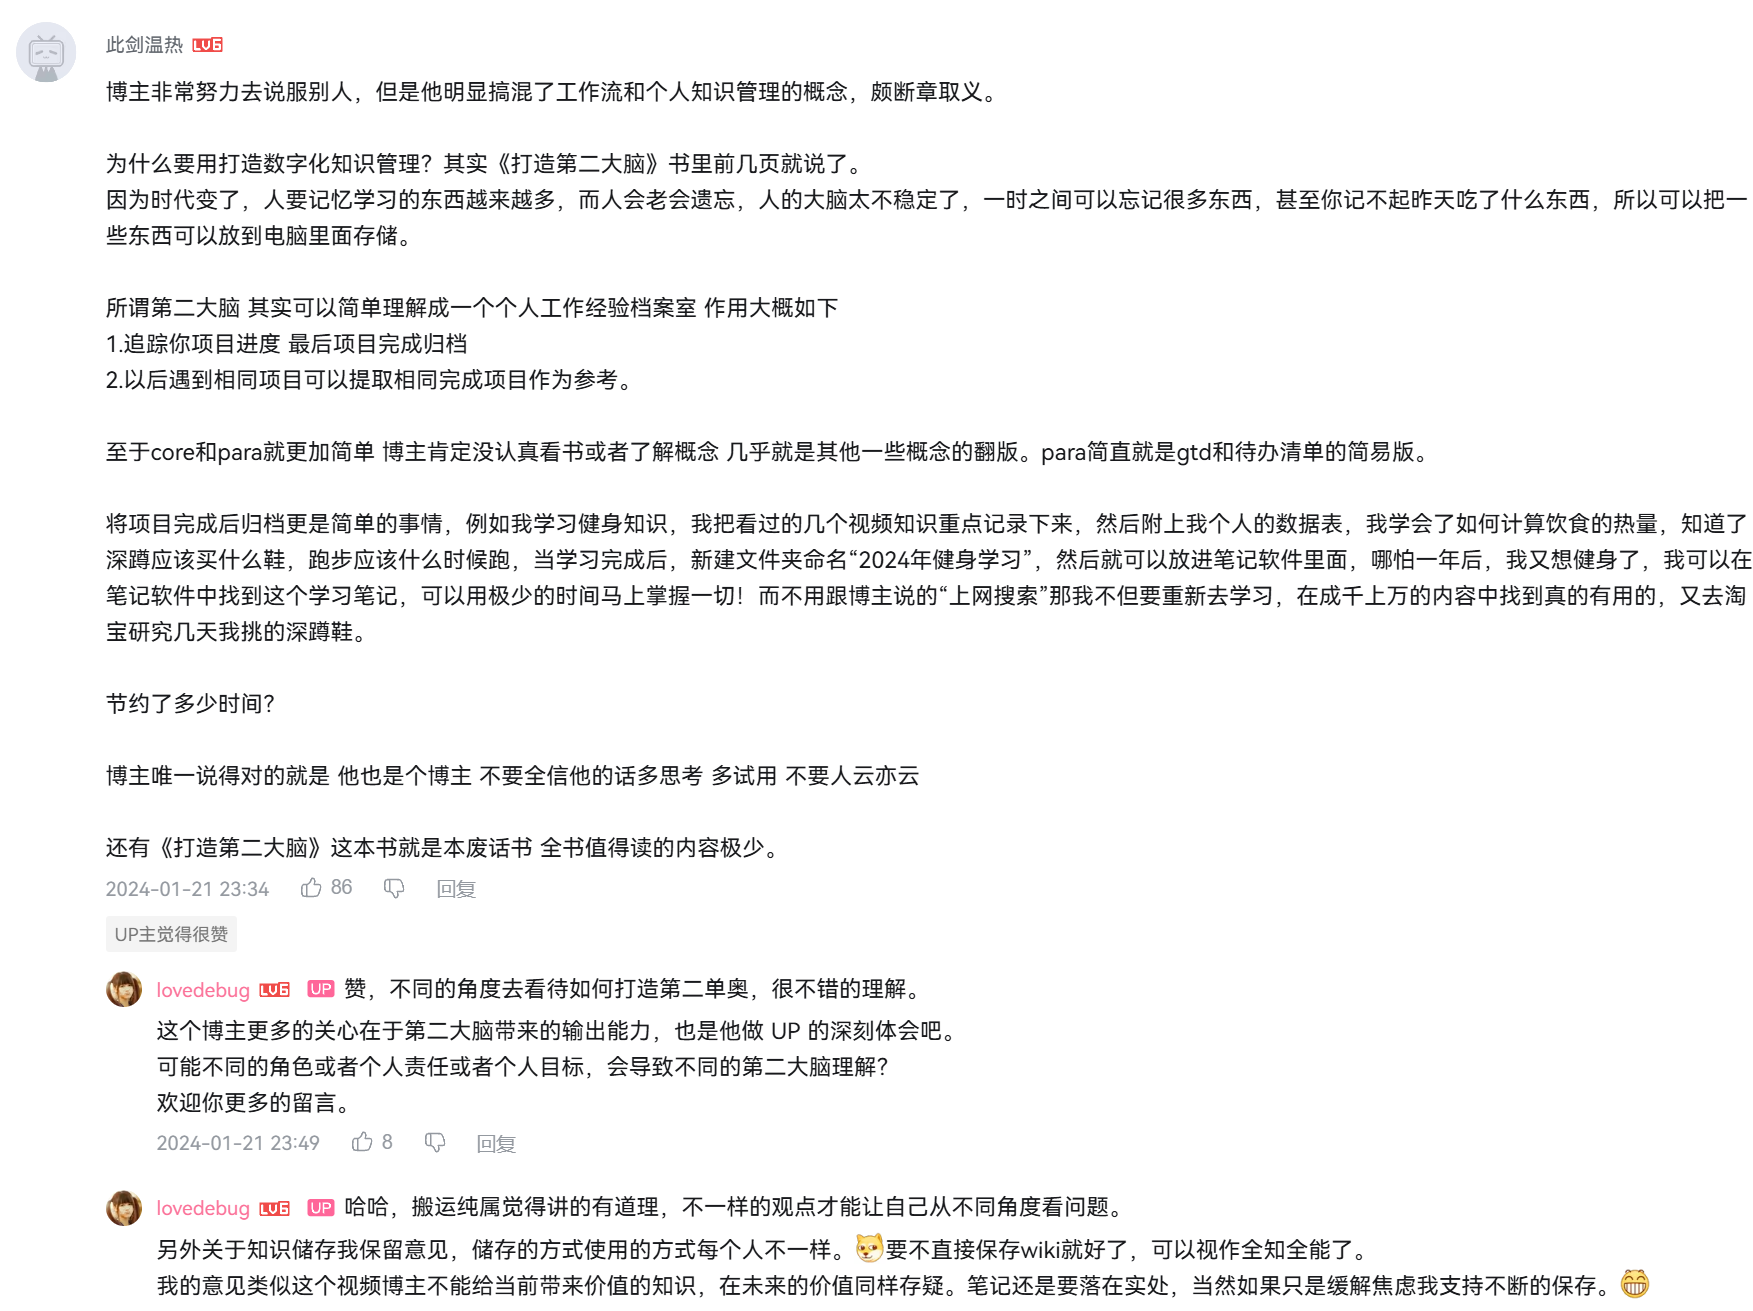 此剑温热 LV6
博主非常努力去说服别人，但是他明显搞混了工作流和个人知识管理的概念，颇断章取义。
为什么要用打造数字化知识管理？其实《打造第二大脑》书里前几页就说了。
因为时代变了，人要记忆学习的东西越来越多，而人会老会遗忘，人的大脑太不稳定了，一时之间可以忘记很多东西，甚至你记不起昨天吃了什么东西，所以可以把一
些东西可以放到电脑里面存储。
所谓第二大脑 其实可以简单理解成一个个人工作经验档案室 作用大概如下
1.追踪你项目进度 最后项目完成归档
2.以后遇到相同项目可以提取相同完成项目作为参考。
至于core和para就更加简单 博主肯定没认真看书或者了解概念 几乎就是其他一些概念的翻版。para简直就是gtd和待办清单的简易版。
将项目完成后归档更是简单的事情，例如我学习健身知识，我把看过的几个视频知识重点记录下来，然后附上我个人的数据表，我学会了如何计算饮食的热量，知道了
深蹲应该买什么鞋，跑步应该什么时候跑，当学习完成后，新建文件夹命名“2024年健身学习”，然后就可以放进笔记软件里面，哪怕一年后，我又想健身了，我可以在
笔记软件中找到这个学习笔记，可以用极少的时间马上掌握一切！而不用跟博主说的“上网搜索”那我不但要重新去学习，在成千上万的内容中找到真的有用的，又去淘
宝研究几天我挑的深蹲鞋。
节约了多少时间？
博主唯一说得对的就是 他也是个博主 不要全信他的话多思考 多试用 不要人云亦云
还有《打造第二大脑》这本书就是本废话书 全书值得读的内容极少。
2024-01-21 23:34 86 回复
UP主觉得很赞
lovedebug LV6 UP 赞，不同的角度去看待如何打造第二单奥，很不错的理解。
这个博主更多的关心在于第二大脑带来的输出能力，也是他做 UP 的深刻体会吧。
可能不同的角色或者个人责任或者个人目标，会导致不同的第二大脑理解？
欢迎你更多的留言。
2024-01-21 23:49 8 回复
lovedebug LV6 UP 哈哈，搬运纯属觉得讲的有道理，不一样的观点才能让自己从不同角度看问题。
另外关于知识储存我保留意见，储存的方式使用的方式每个人不一样。要不直接保存wiki就好了，可以视作全知全能了。
我的意见类似这个视频博主不能给当前带来价值的知识，在未来的价值同样存疑。笔记还是要落在实处，当然如果只是缓解焦虑我支持不断的保存。